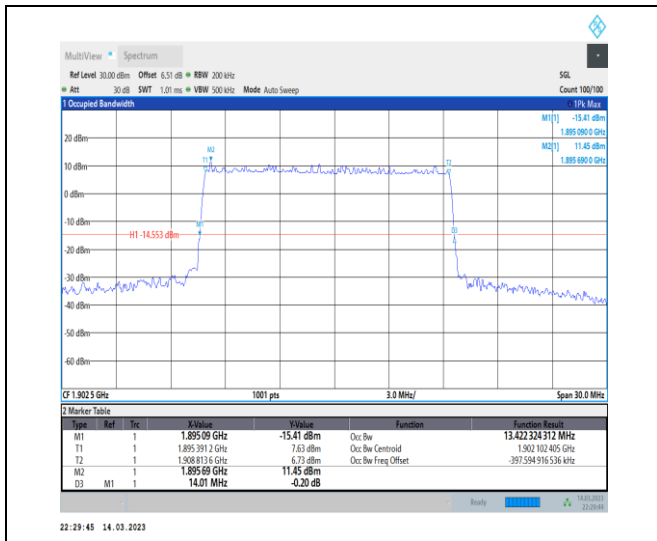 MultiView Spectrum
Ref Level 30.00 dBm Offset 6.51 dB RBW 200 kHz SGL
Att 30 dB SWT 1.01 ms VBW 500 kHz Mode Auto Sweep Count 100/100
1 Occupied Bandwidth 1Pk Max
M1[1] -15.41 dBm
1.895 090 0 GHz
M2[1] 11.45 dBm
1.895 690 0 GHz
20 dBm
M2
T1 T2
10 dBm
0 dBm
-10 dBm
M1 D3
H1 -14.553 dBm
-20 dBm
-30 dBm
-40 dBm
-50 dBm
-60 dBm
CF 1.902 5 GHz 1001 pts 3.0 MHz/ Span 30.0 MHz
2 Marker Table
Type Ref Trc X-Value Y-Value Function Function Result
M1 1 1.895 09 GHz -15.41 dBm Occ Bw 13.422 324 312 MHz
T1 1 1.895 391 2 GHz 7.63 dBm Occ Bw Centroid 1.902 102 405 GHz
T2 1 1.908 813 6 GHz 6.73 dBm Occ Bw Freq Offset -397.594 916 536 kHz
M2 1 1.895 69 GHz 11.45 dBm
D3 M1 1 14.01 MHz -0.20 dB
Ready 14.03.2023
22:29:44
22:29:45 14.03.2023